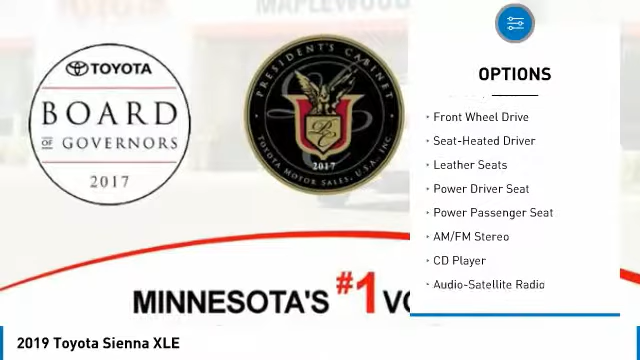 MAPLEWOOD
TOYOTA
BOARD
OF GOVERNORS
2017
PRESIDENT'S CABINET
2017
TOYOTA MOTOR SALES, U.S.A., INC.
MINNESOTA'S #1
OPTIONS
Front Wheel Drive
Seat-Heated Driver
Leather Seats
Power Driver Seat
Power Passenger Seat
AM/FM Stereo
CD Player
Audio-Satellite Radio
2019 Toyota Sienna XLE